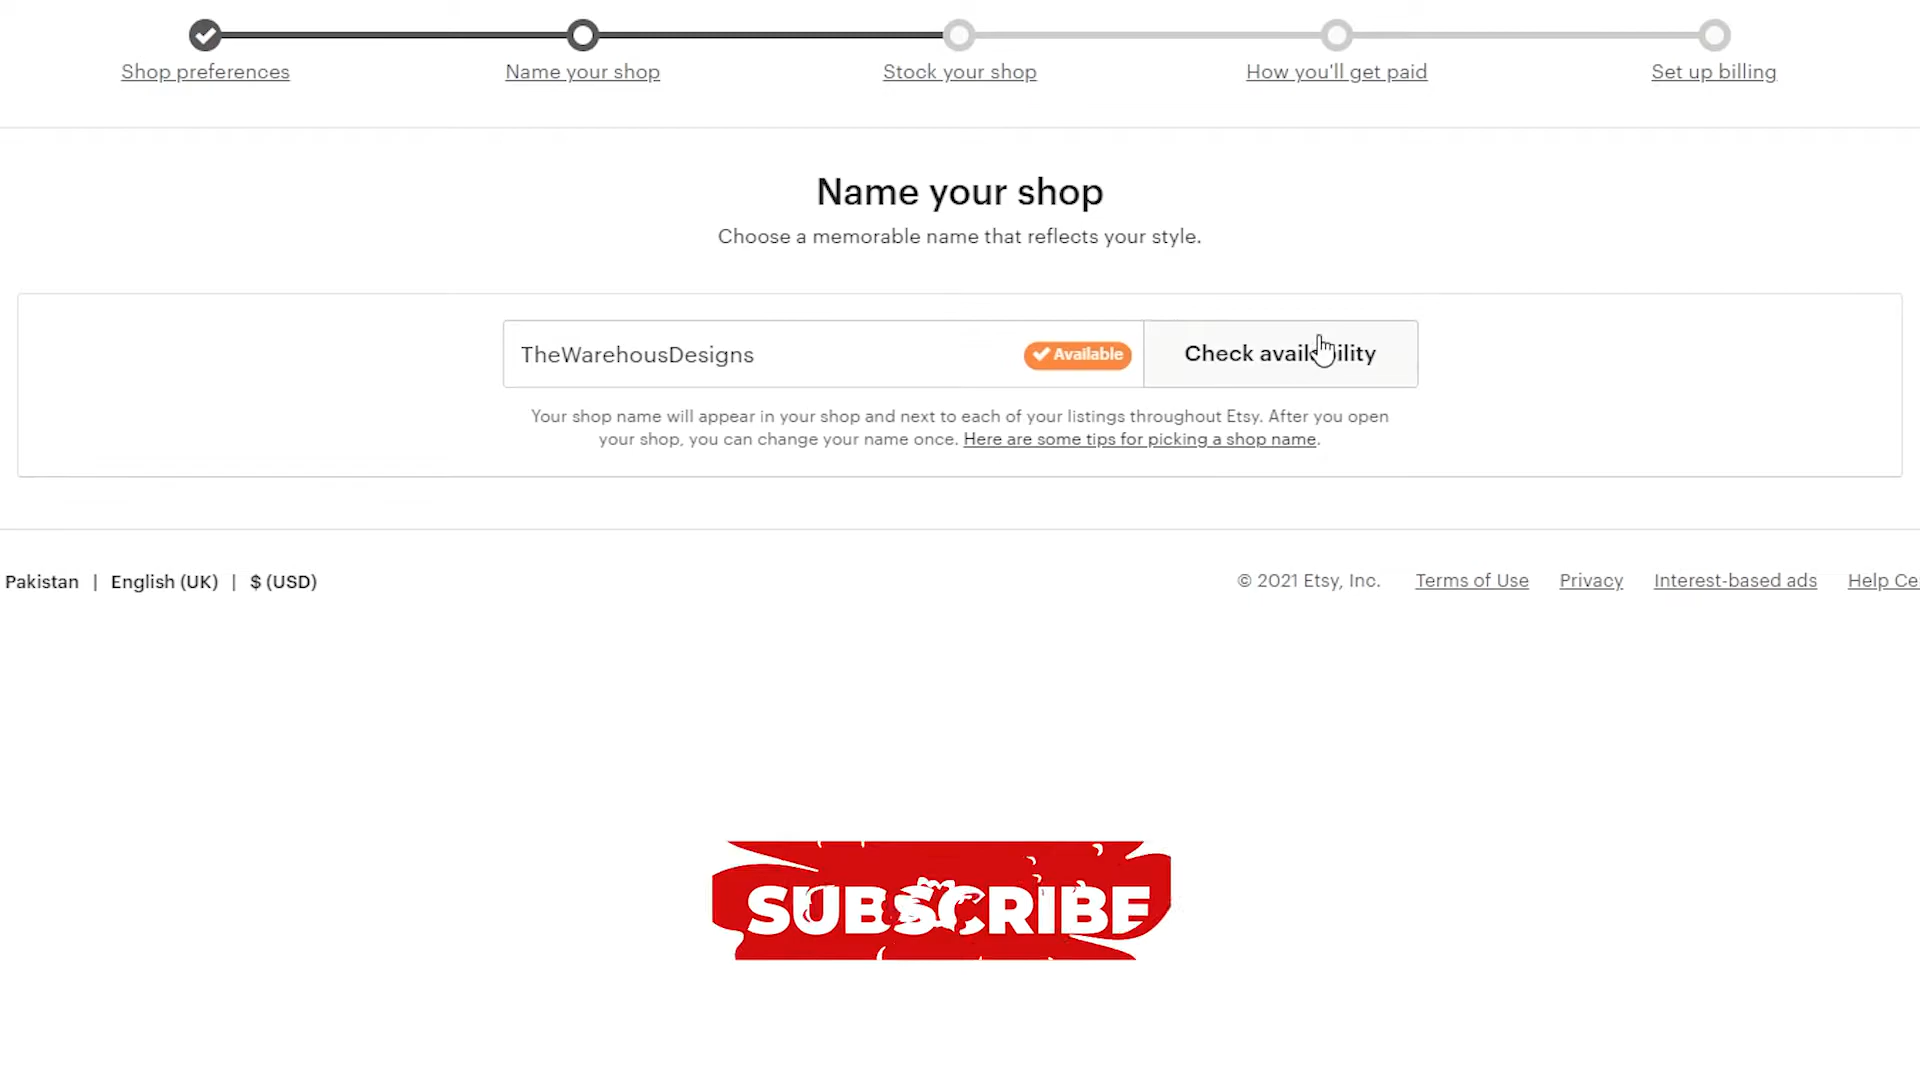 Shop preferences
Name your shop
Stock your shop
How you'll get paid
Set up billing
Name your shop
Choose a memorable name that reflects your style.
TheWarehousDesigns
Available
Check availability
Your shop name will appear in your shop and next to each of your listings throughout Etsy. After you open
your shop, you can change your name once. Here are some tips for picking a shop name.
Pakistan | English (UK) | $ (USD)
© 2021 Etsy, Inc. Terms of Use Privacy Interest-based ads Help Ce
SUBSCRIBE